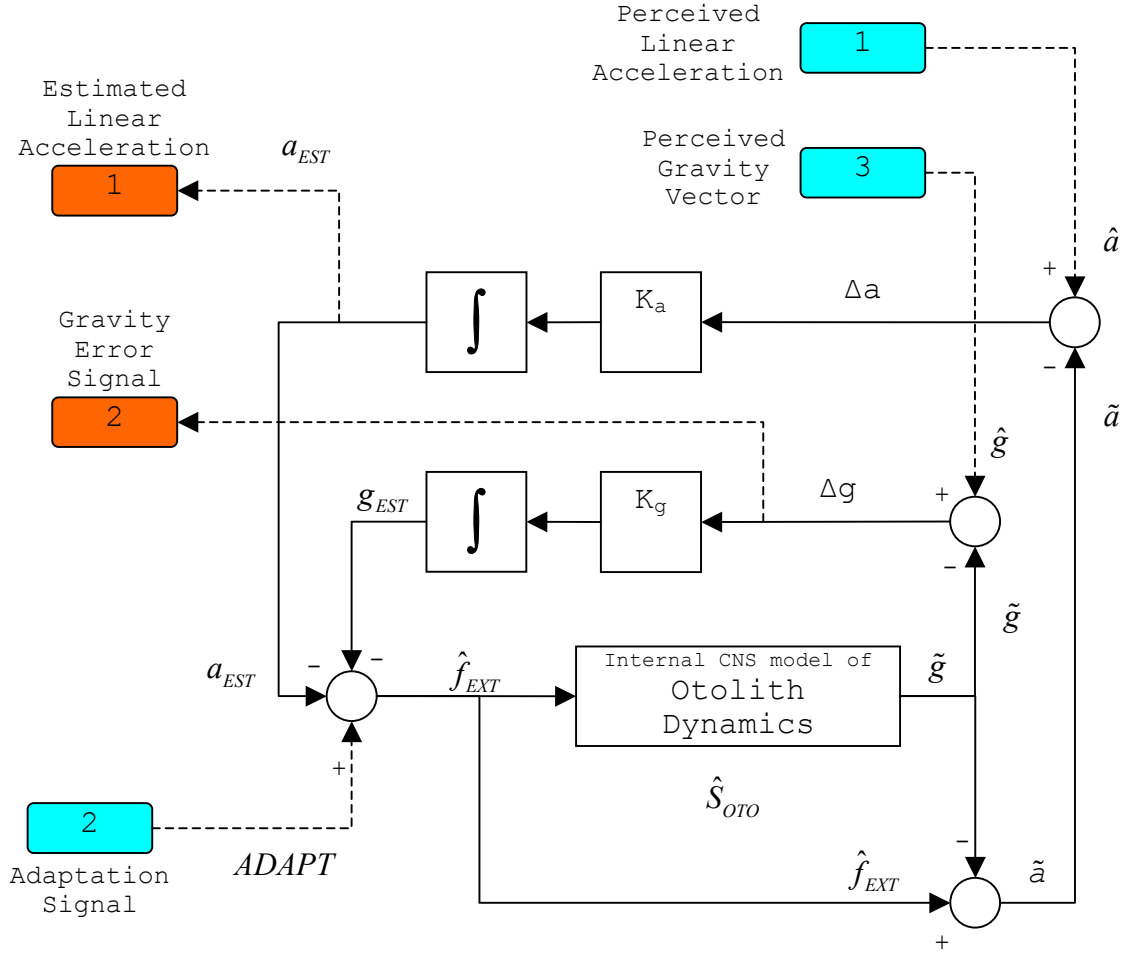 Perceived
Linear
Acceleration
1
Estimated
Linear
Acceleration
1
a_EST
Perceived
Gravity
Vector
3
â
+
K_a
∫
Δa
−
ã
Gravity
Error
Signal
2
ĝ
+
g_EST
∫
K_g
Δg
−
g̃
a_EST
−
−
f̂_EXT
Internal CNS model of
Otolith
Dynamics
g̃
+
Ŝ_OTO
2
ADAPT
Adaptation
Signal
f̂_EXT
−
ã
+